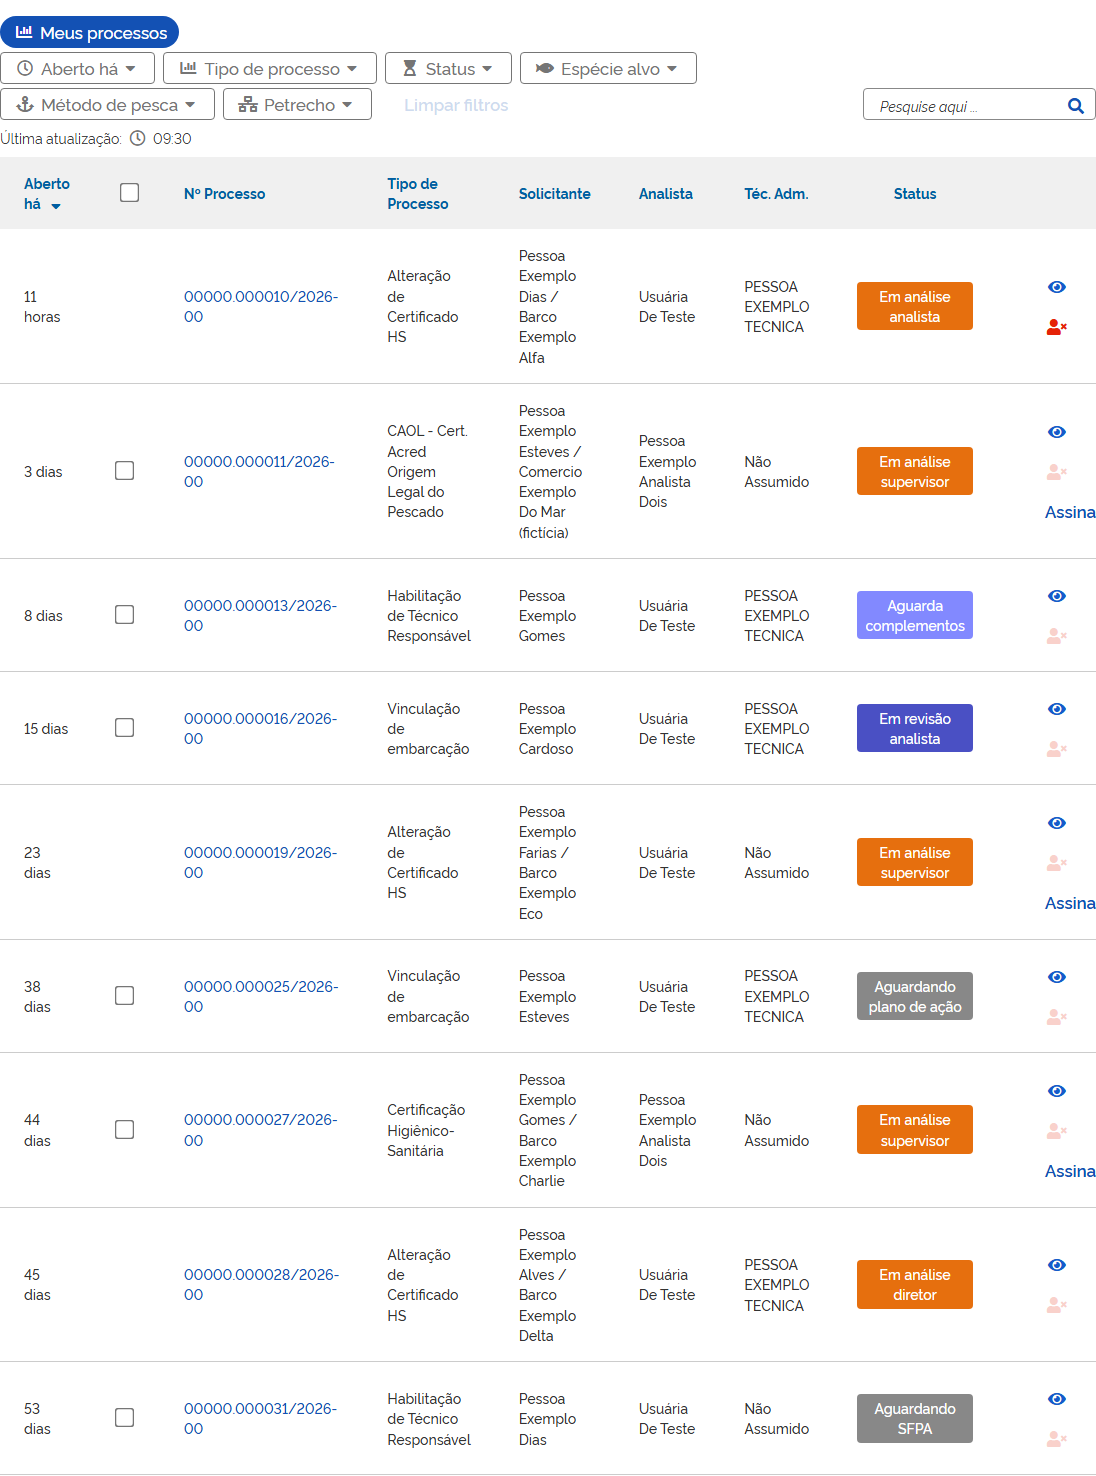 Meus processos
Aberto há
Tipo de processo
Status
Espécie alvo
Método de pesca
Petrecho
Limpar filtros
Pesquise aqui ...
Última atualização: 09:30
Aberto
há
Nº Processo
Tipo de
Processo
Solicitante
Analista
Téc. Adm.
Status
11
horas
00000.000010/2026-
00
Alteração
de
Certificado
HS
Pessoa
Exemplo
Dias /
Barco
Exemplo
Alfa
Usuária
De Teste
PESSOA
EXEMPLO
TECNICA
Em análise
analista
3 dias
00000.000011/2026-
00
CAOL - Cert.
Acred
Origem
Legal do
Pescado
Pessoa
Exemplo
Esteves /
Comercio
Exemplo
Do Mar
(fictícia)
Pessoa
Exemplo
Analista
Dois
Não
Assumido
Em análise
supervisor
Assina
8 dias
00000.000013/2026-
00
Habilitação
de Técnico
Responsável
Pessoa
Exemplo
Gomes
Usuária
De Teste
PESSOA
EXEMPLO
TECNICA
Aguarda
complementos
15 dias
00000.000016/2026-
00
Vinculação
de
embarcação
Pessoa
Exemplo
Cardoso
Usuária
De Teste
PESSOA
EXEMPLO
TECNICA
Em revisão
analista
23
dias
00000.000019/2026-
00
Alteração
de
Certificado
HS
Pessoa
Exemplo
Farias /
Barco
Exemplo
Eco
Usuária
De Teste
Não
Assumido
Em análise
supervisor
Assina
38
dias
00000.000025/2026-
00
Vinculação
de
embarcação
Pessoa
Exemplo
Esteves
Usuária
De Teste
PESSOA
EXEMPLO
TECNICA
Aguardando
plano de ação
44
dias
00000.000027/2026-
00
Certificação
Higiênico-
Sanitária
Pessoa
Exemplo
Gomes /
Barco
Exemplo
Charlie
Pessoa
Exemplo
Analista
Dois
Não
Assumido
Em análise
supervisor
Assina
45
dias
00000.000028/2026-
00
Alteração
de
Certificado
HS
Pessoa
Exemplo
Alves /
Barco
Exemplo
Delta
Usuária
De Teste
PESSOA
EXEMPLO
TECNICA
Em análise
diretor
53
dias
00000.000031/2026-
00
Habilitação
de Técnico
Responsável
Pessoa
Exemplo
Dias
Usuária
De Teste
Não
Assumido
Aguardando
SFPA